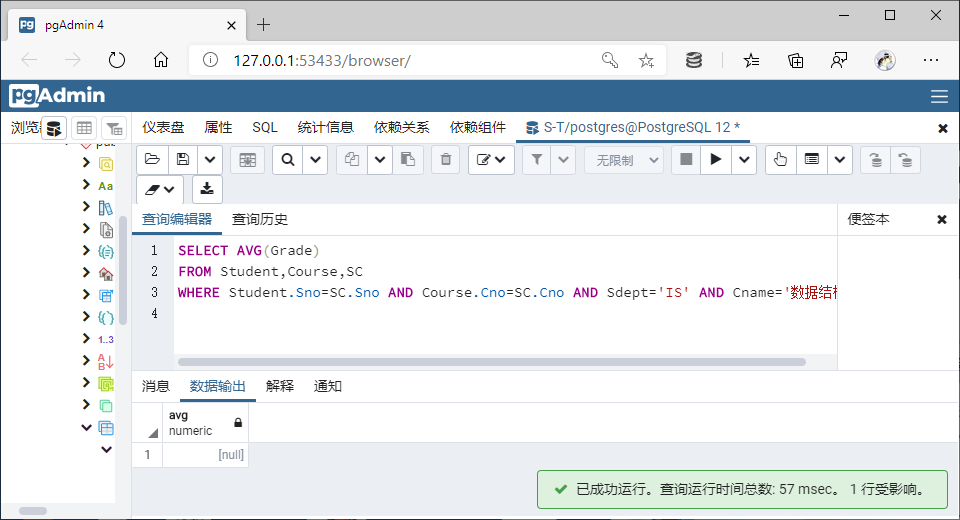 pgAdmin 4
127.0.0.1:53433/browser/
pgAdmin
浏览器 仪表盘 属性 SQL 统计信息 依赖关系 依赖组件 S-T/postgres@PostgreSQL 12 *
无限制
查询编辑器 查询历史 便签本
1 SELECT AVG(Grade)
2 FROM Student,Course,SC
3 WHERE Student.Sno=SC.Sno AND Course.Cno=SC.Cno AND Sdept='IS' AND Cname='数据结
4
Aa
1..3
消息 数据输出 解释 通知
avg
numeric
1 [null]
已成功运行。查询运行时间总数: 57 msec。 1 行受影响。